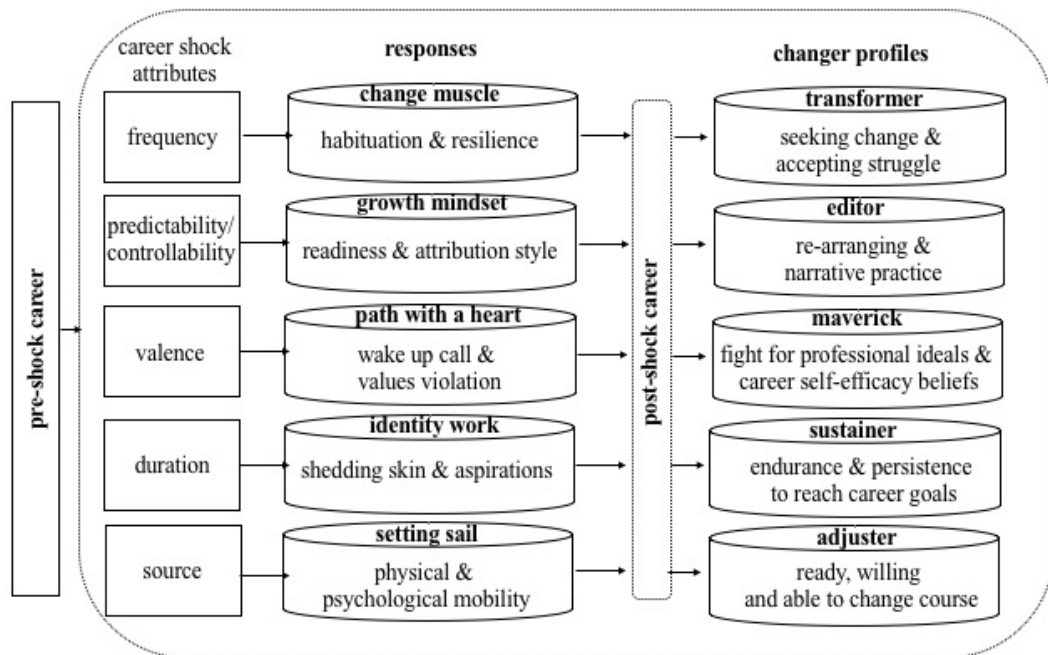 career shock
attributes
responses
changer profiles
pre-shock career
frequency
change muscle
habituation & resilience
transformer
seeking change &
accepting struggle
predictability/
controllability
growth mindset
readiness & attribution style
editor
re-arranging &
narrative practice
valence
path with a heart
wake up call &
values violation
post-shock career
maverick
fight for professional ideals &
career self-efficacy beliefs
duration
identity work
shedding skin & aspirations
sustainer
endurance & persistence
to reach career goals
source
setting sail
physical &
psychological mobility
adjuster
ready, willing
and able to change course